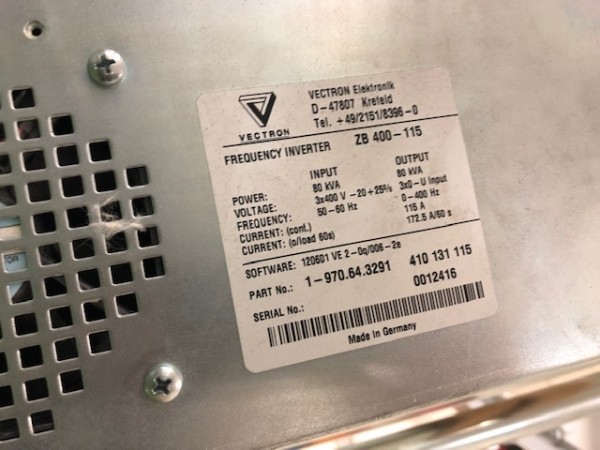 VECTRON
VECTRON Elektronik
D-47807 Krefeld
Tel. +49/2151/8396-0
FREQUENCY INVERTER ZB 400-115
INPUT OUTPUT
POWER: 80 kVA 80 kVA
VOLTAGE: 3x400 V -20+25% 3x0-U Input
FREQUENCY: 50-60 Hz 0-400 Hz
CURRENT: (cont.) 115 A
CURRENT: (o/load 60s) 172.5 A/60 s
SOFTWARE: 120601 VE 2-0q/006-2e
PART No.: 1-970.64.3291 410 131 115
SERIAL No.: 0012416
Made in Germany
OR